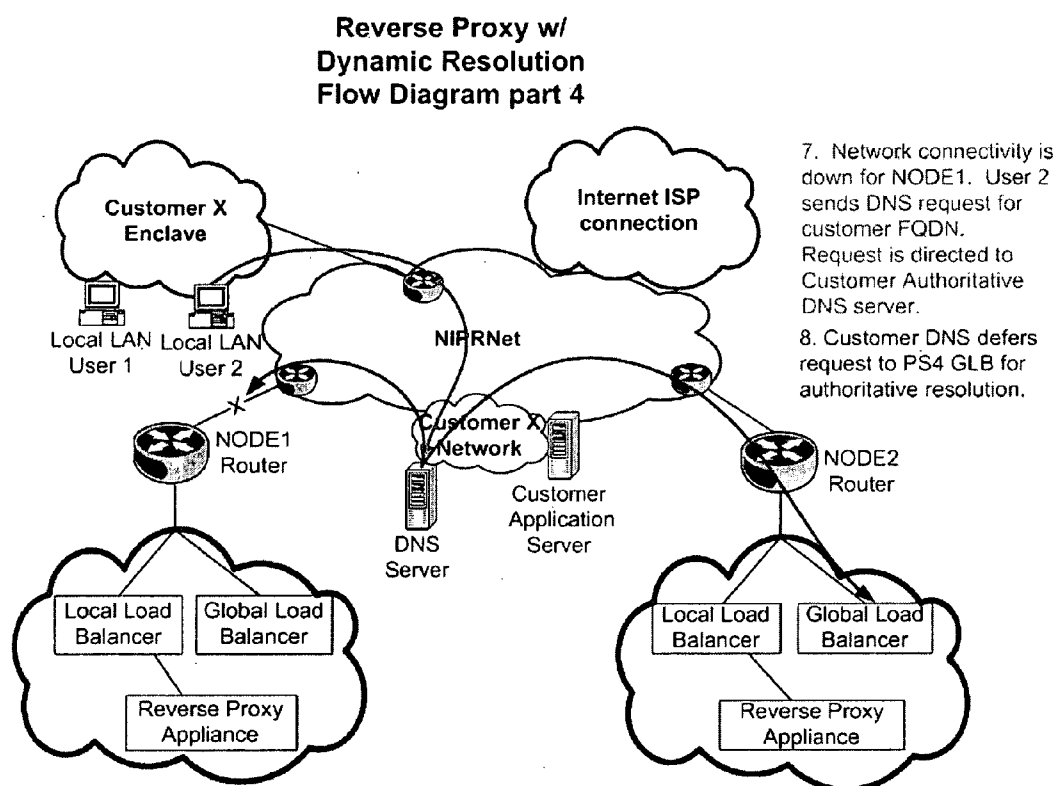 Reverse Proxy w/
Dynamic Resolution
Flow Diagram part 4
Customer X
Enclave
Internet ISP
connection
7. Network connectivity is
down for NODE1. User 2
sends DNS request for
customer FQDN.
Request is directed to
Customer Authoritative
DNS server.
8. Customer DNS defers
request to PS4 GLB for
authoritative resolution.
Local LAN
User 1
Local LAN
User 2
NIPRNet
NODE1
Router
Customer X
Network
DNS
Server
Customer
Application
Server
NODE2
Router
Local Load
Balancer
Global Load
Balancer
Reverse Proxy
Appliance
Local Load
Balancer
Global Load
Balancer
Reverse Proxy
Appliance